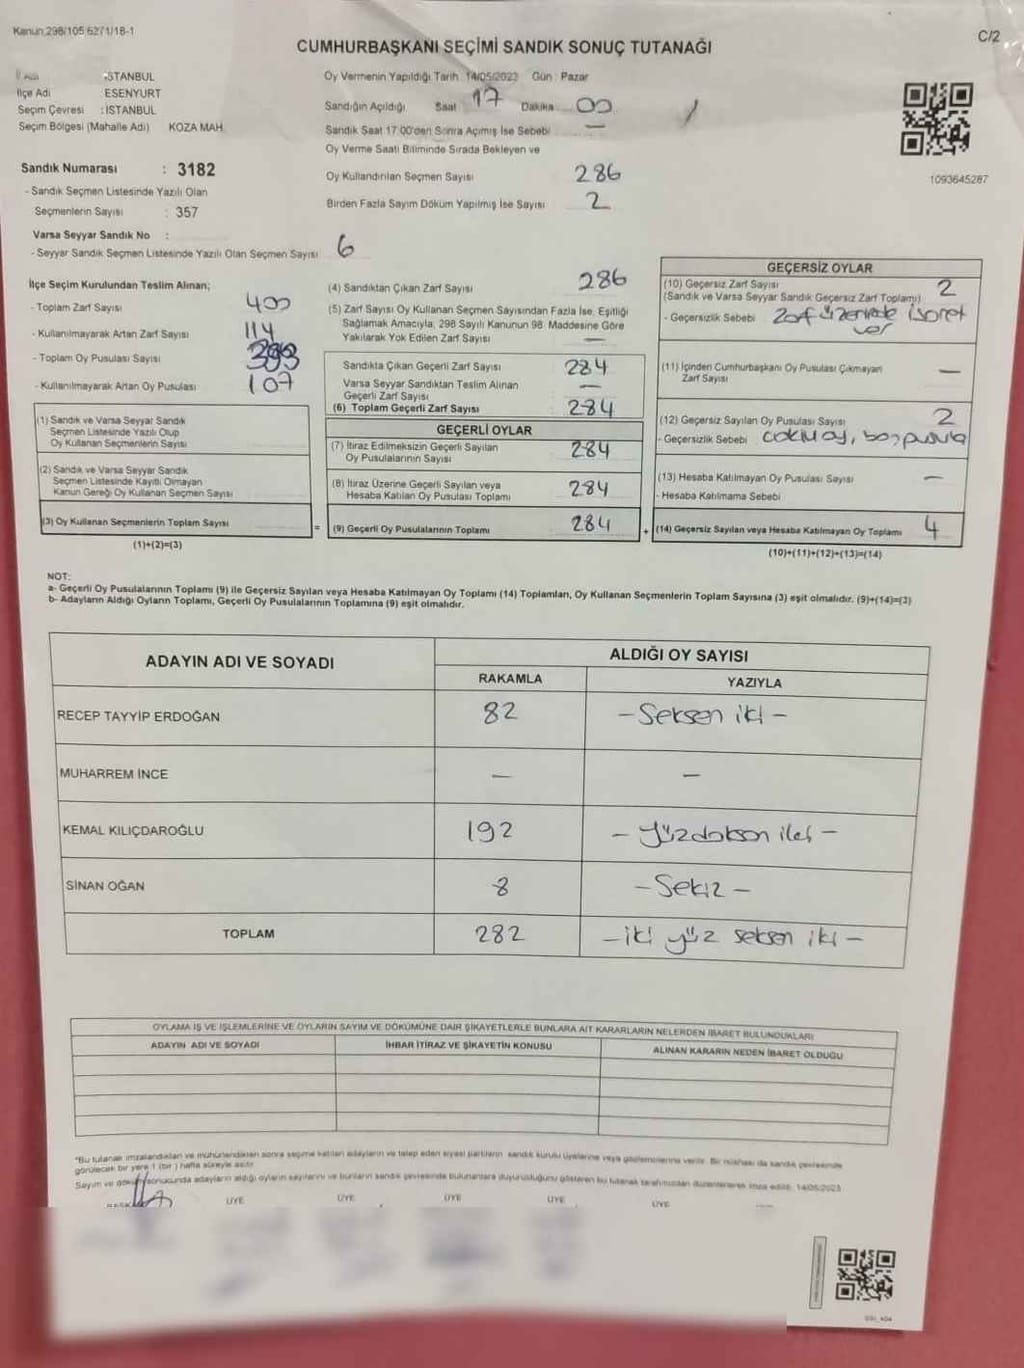 Kanun:298/105 6271/18-1
C/2
CUMHURBAŞKANI SEÇİMİ SANDIK SONUÇ TUTANAĞI
İSTANBUL
İlçe Adı ESENYURT
Seçim Çevresi : İSTANBUL
Seçim Bölgesi (Mahalle Adı) KOZA MAH.
Sandık Numarası : 3182
- Sandık Seçmen Listesinde Yazılı Olan
Seçmenlerin Sayısı : 357
Varsa Seyyar Sandık No :
- Seyyar Sandık Seçmen Listesinde Yazılı Olan Seçmen Sayısı 6
Oy Vermenin Yapıldığı Tarih 14/05/2023 Gün : Pazar
Sandığın Açıldığı Saat 17 Dakika 00
Sandık Saat 17:00'den Sonra Açımış İse Sebebi —
Oy Verme Saati Bitiminde Sırada Bekleyen ve
Oy Kullandırılan Seçmen Sayısı 286
Birden Fazla Sayım Döküm Yapılmış İse Sayısı 2
1093645287
İlçe Seçim Kurulundan Teslim Alınan;
- Toplam Zarf Sayısı 400
- Kullanılmayarak Artan Zarf Sayısı 114
- Toplam Oy Pusulası Sayısı
- Kullanılmayarak Artan Oy Pusulası 107
(1) Sandık ve Varsa Seyyar Sandık
Seçmen Listesinde Yazılı Olup
Oy Kullanan Seçmenlerin Sayısı
(2) Sandık ve Varsa Seyyar Sandık
Seçmen Listesinde Kayıtlı Olmayan
Kanun Gereği Oy Kullanan Seçmen Sayısı
(3) Oy Kullanan Seçmenlerin Toplam Sayısı
(1)+(2)=(3)
(4) Sandıktan Çıkan Zarf Sayısı 286
(5) Zarf Sayısı Oy Kullanan Seçmen Sayısından Fazla İse, Eşitliği
Sağlamak Amacıyla, 298 Sayılı Kanunun 98. Maddesine Göre
Yakılarak Yok Edilen Zarf Sayısı —
Sandıkta Çıkan Geçerli Zarf Sayısı 284
Varsa Seyyar Sandıktan Teslim Alınan
Geçerli Zarf Sayısı —
(6) Toplam Geçerli Zarf Sayısı 284
GEÇERLİ OYLAR
(7) İtiraz Edilmeksizin Geçerli Sayılan
Oy Pusulalarının Sayısı 284
(8) İtiraz Üzerine Geçerli Sayılan veya
Hesaba Katılan Oy Pusulası Toplamı 284
= (9) Geçerli Oy Pusulalarının Toplamı 284
GEÇERSİZ OYLAR
(10) Geçersiz Zarf Sayısı 2
(Sandık ve Varsa Seyyar Sandık Geçersiz Zarf Toplamı)
- Geçersizlik Sebebi Zarf üzerinde işaret
var
(11) İçinden Cumhurbaşkanı Oy Pusulası Çıkmayan
Zarf Sayısı —
(12) Geçersiz Sayılan Oy Pusulası Sayısı 2
- Geçersizlik Sebebi coklu oy, boş pusula
(13) Hesaba Katılmayan Oy Pusulası Sayısı —
- Hesaba Katılmama Sebebi
+ (14) Geçersiz Sayılan veya Hesaba Katılmayan Oy Toplamı 4
(10)+(11)+(12)+(13)=(14)
NOT:
a- Geçerli Oy Pusulalarının Toplamı (9) ile Geçersiz Sayılan veya Hesaba Katılmayan Oy Toplamı (14) Toplamları, Oy Kullanan Seçmenlerin Toplam Sayısına (3) eşit olmalıdır. (9)+(14)=(3)
b- Adayların Aldığı Oyların Toplamı, Geçerli Oy Pusulalarının Toplamına (9) eşit olmalıdır.
ADAYIN ADI VE SOYADI ALDIĞI OY SAYISI
RAKAMLA YAZIYLA
RECEP TAYYİP ERDOĞAN 82 - Seksen iki -
MUHARREM İNCE — —
KEMAL KILIÇDAROĞLU 192 - Yüzdoksan iki -
SİNAN OĞAN 8 - Sekiz -
TOPLAM 282 - iki yüz seksen iki -
OYLAMA İŞ VE İŞLEMLERİNE VE OYLARIN SAYIM VE DÖKÜMÜNE DAİR ŞİKAYETLERLE BUNLARA AİT KARARLARIN NELERDEN İBARET BULUNDUKLARI
ADAYIN ADI VE SOYADI İHBAR İTİRAZ VE ŞİKAYETİN KONUSU ALINAN KARARIN NEDEN İBARET OLDUĞU
*Bu tutanak imzalandıktan ve mühürlendikten sonra seçime katılan adayların ve talep eden siyasi partilerin sandık kurulu üyelerine veya gözlemcilerine verilir. Bir nüshası da sandık çevresinde
görülecek bir yere 1 (bir) hafta süreyle asılır.
Sayım ve döküm sonucunda adayların aldığı oyların sayılarını ve bunların sandık çevresinde bulunanlara duyurulduğunu gösteren bu tutanak tarafımızdan düzenlenerek imza edildi. 14/05/2023
ÜYE ÜYE ÜYE ÜYE ÜYE